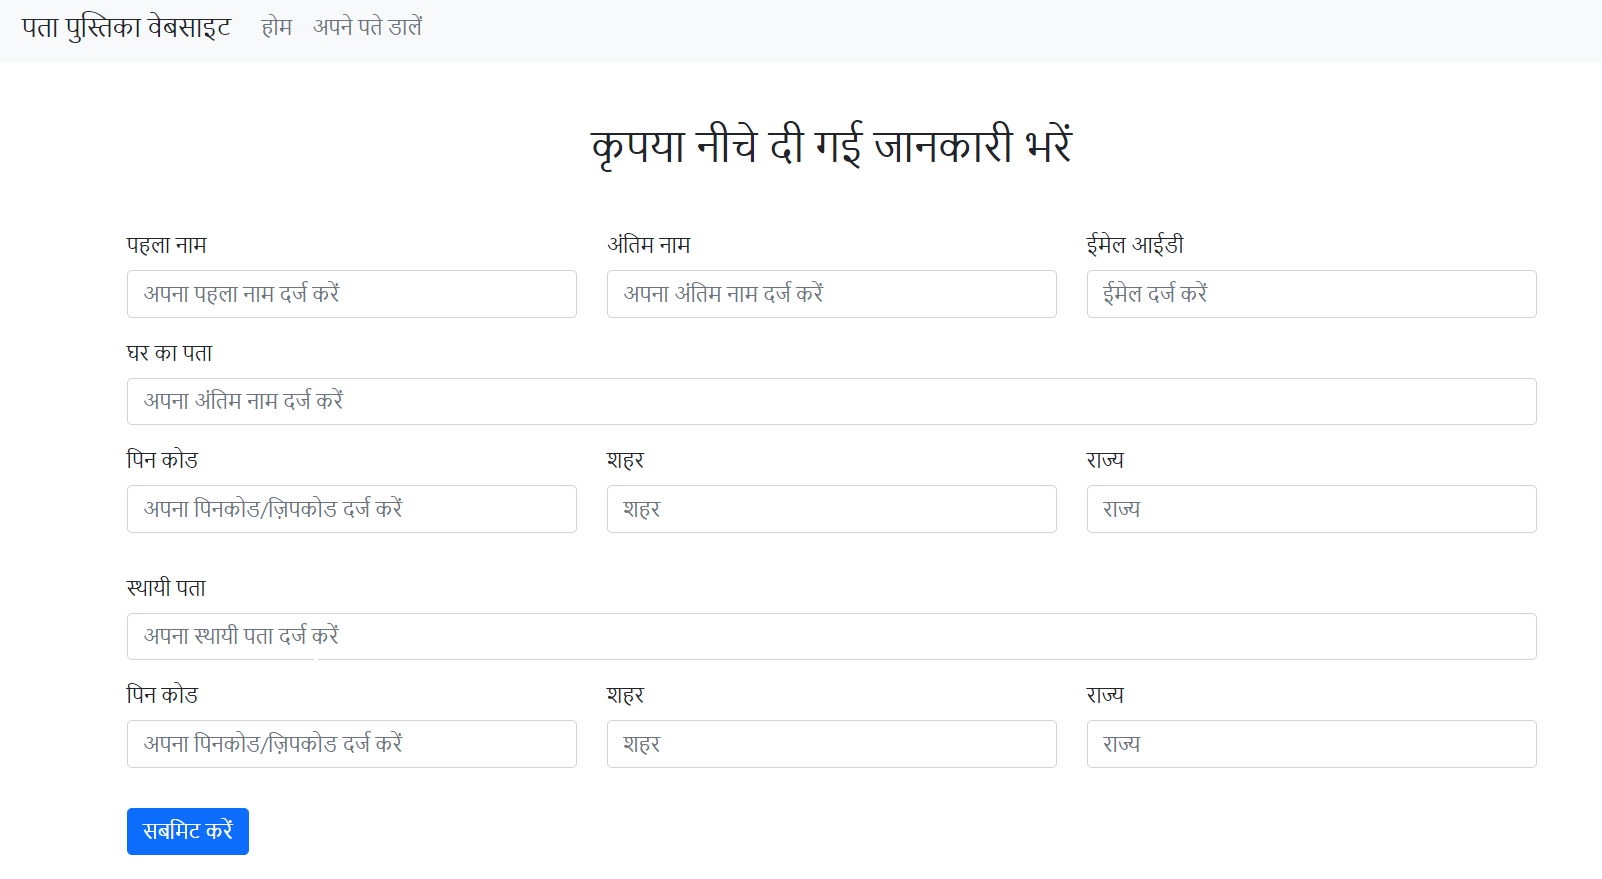 पता पुस्तिका वेबसाइट होम अपने पते डालें
कृपया नीचे दी गई जानकारी भरें
पहला नाम अंतिम नाम ईमेल आईडी
अपना पहला नाम दर्ज करें अपना अंतिम नाम दर्ज करें ईमेल दर्ज करें
घर का पता
अपना अंतिम नाम दर्ज करें
पिन कोड शहर राज्य
अपना पिनकोड/ज़िपकोड दर्ज करें शहर राज्य
स्थायी पता
अपना स्थायी पता दर्ज करें
पिन कोड शहर राज्य
अपना पिनकोड/ज़िपकोड दर्ज करें शहर राज्य
सबमिट करें